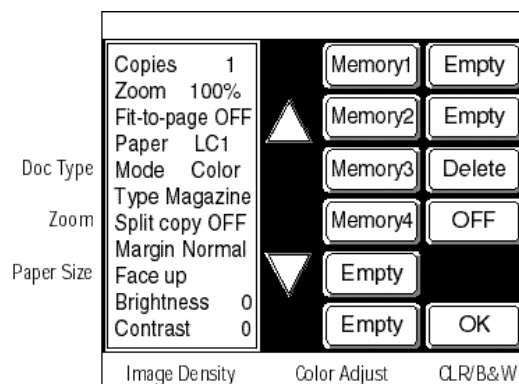 Copies 1
Zoom 100%
Fit-to-page OFF
Paper LC1
Mode Color
Type Magazine
Split copy OFF
Margin Normal
Face up
Brightness 0
Contrast 0
Memory1 Empty
Memory2 Empty
Memory3 Delete
Memory4 OFF
Empty
Empty OK
Doc Type
Zoom
Paper Size
Image Density Color Adjust CLR/B&W